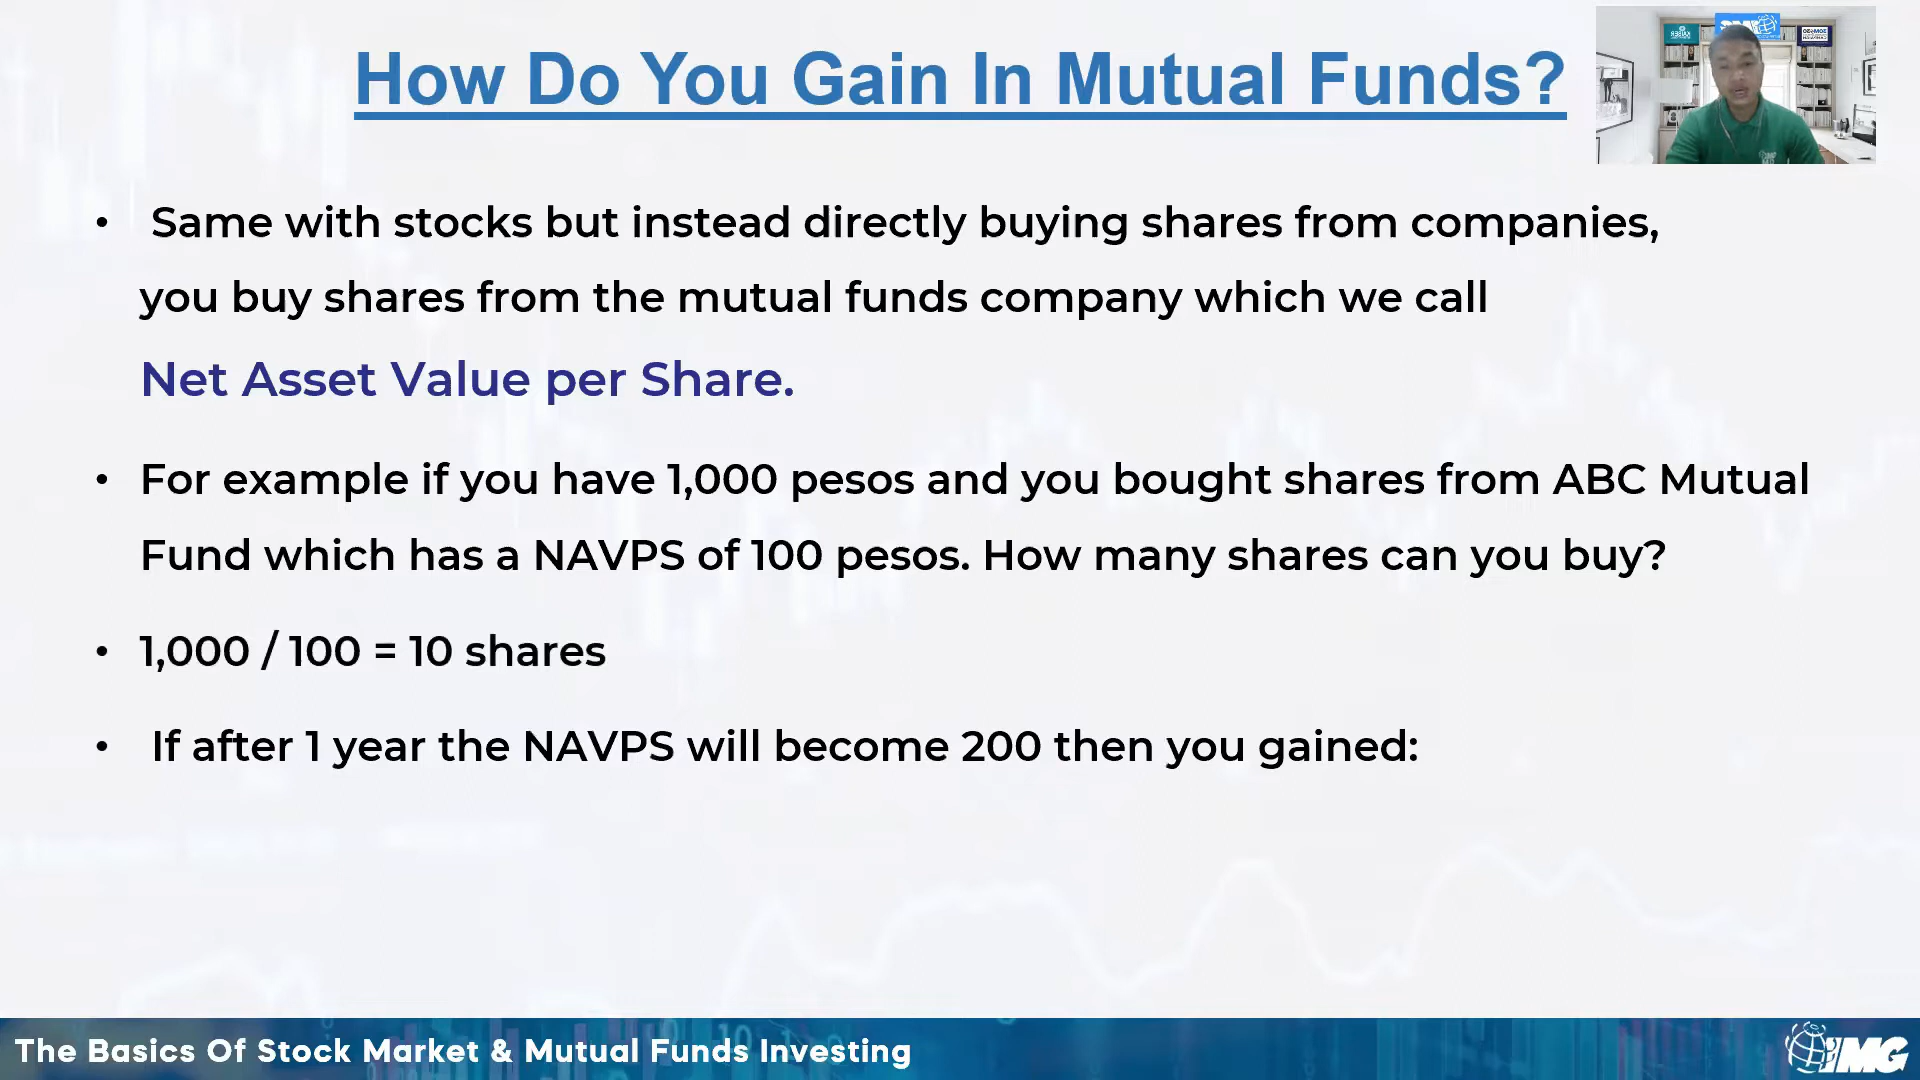 How Do You Gain In Mutual Funds?
• Same with stocks but instead directly buying shares from companies,
you buy shares from the mutual funds company which we call
Net Asset Value per Share.
• For example if you have 1,000 pesos and you bought shares from ABC Mutual
Fund which has a NAVPS of 100 pesos. How many shares can you buy?
• 1,000 / 100 = 10 shares
• If after 1 year the NAVPS will become 200 then you gained:
The Basics Of Stock Market & Mutual Funds Investing
IMG